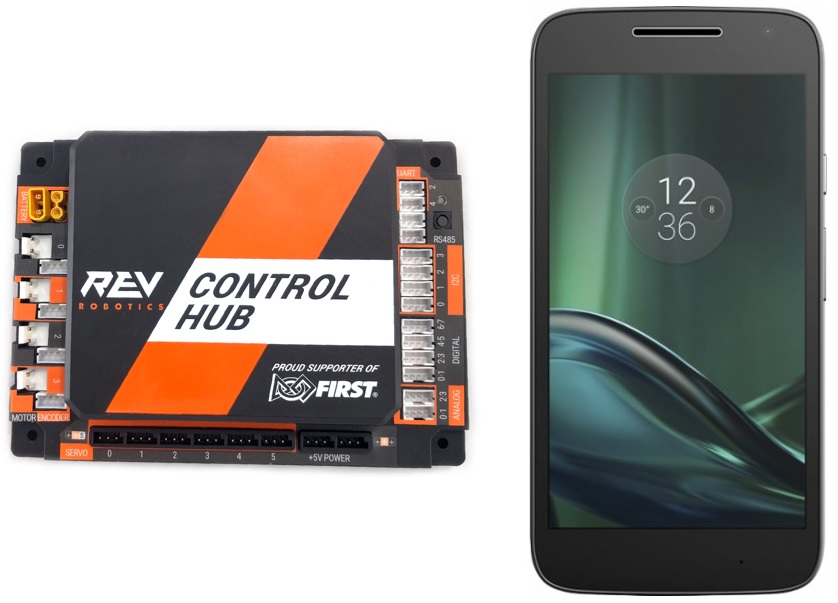 UART
2
4
RS485
BATTERY
0
1
2
3
MOTOR ENCODER
REV
ROBOTICS
CONTROL
HUB
PROUD SUPPORTER OF
FIRST®
3
2
1
0
I2C
67
45
23
01
DIGITAL
23
01
ANALOG
SERVO
0 1 2 3 4 5
+5V POWER
12
36
30°
8